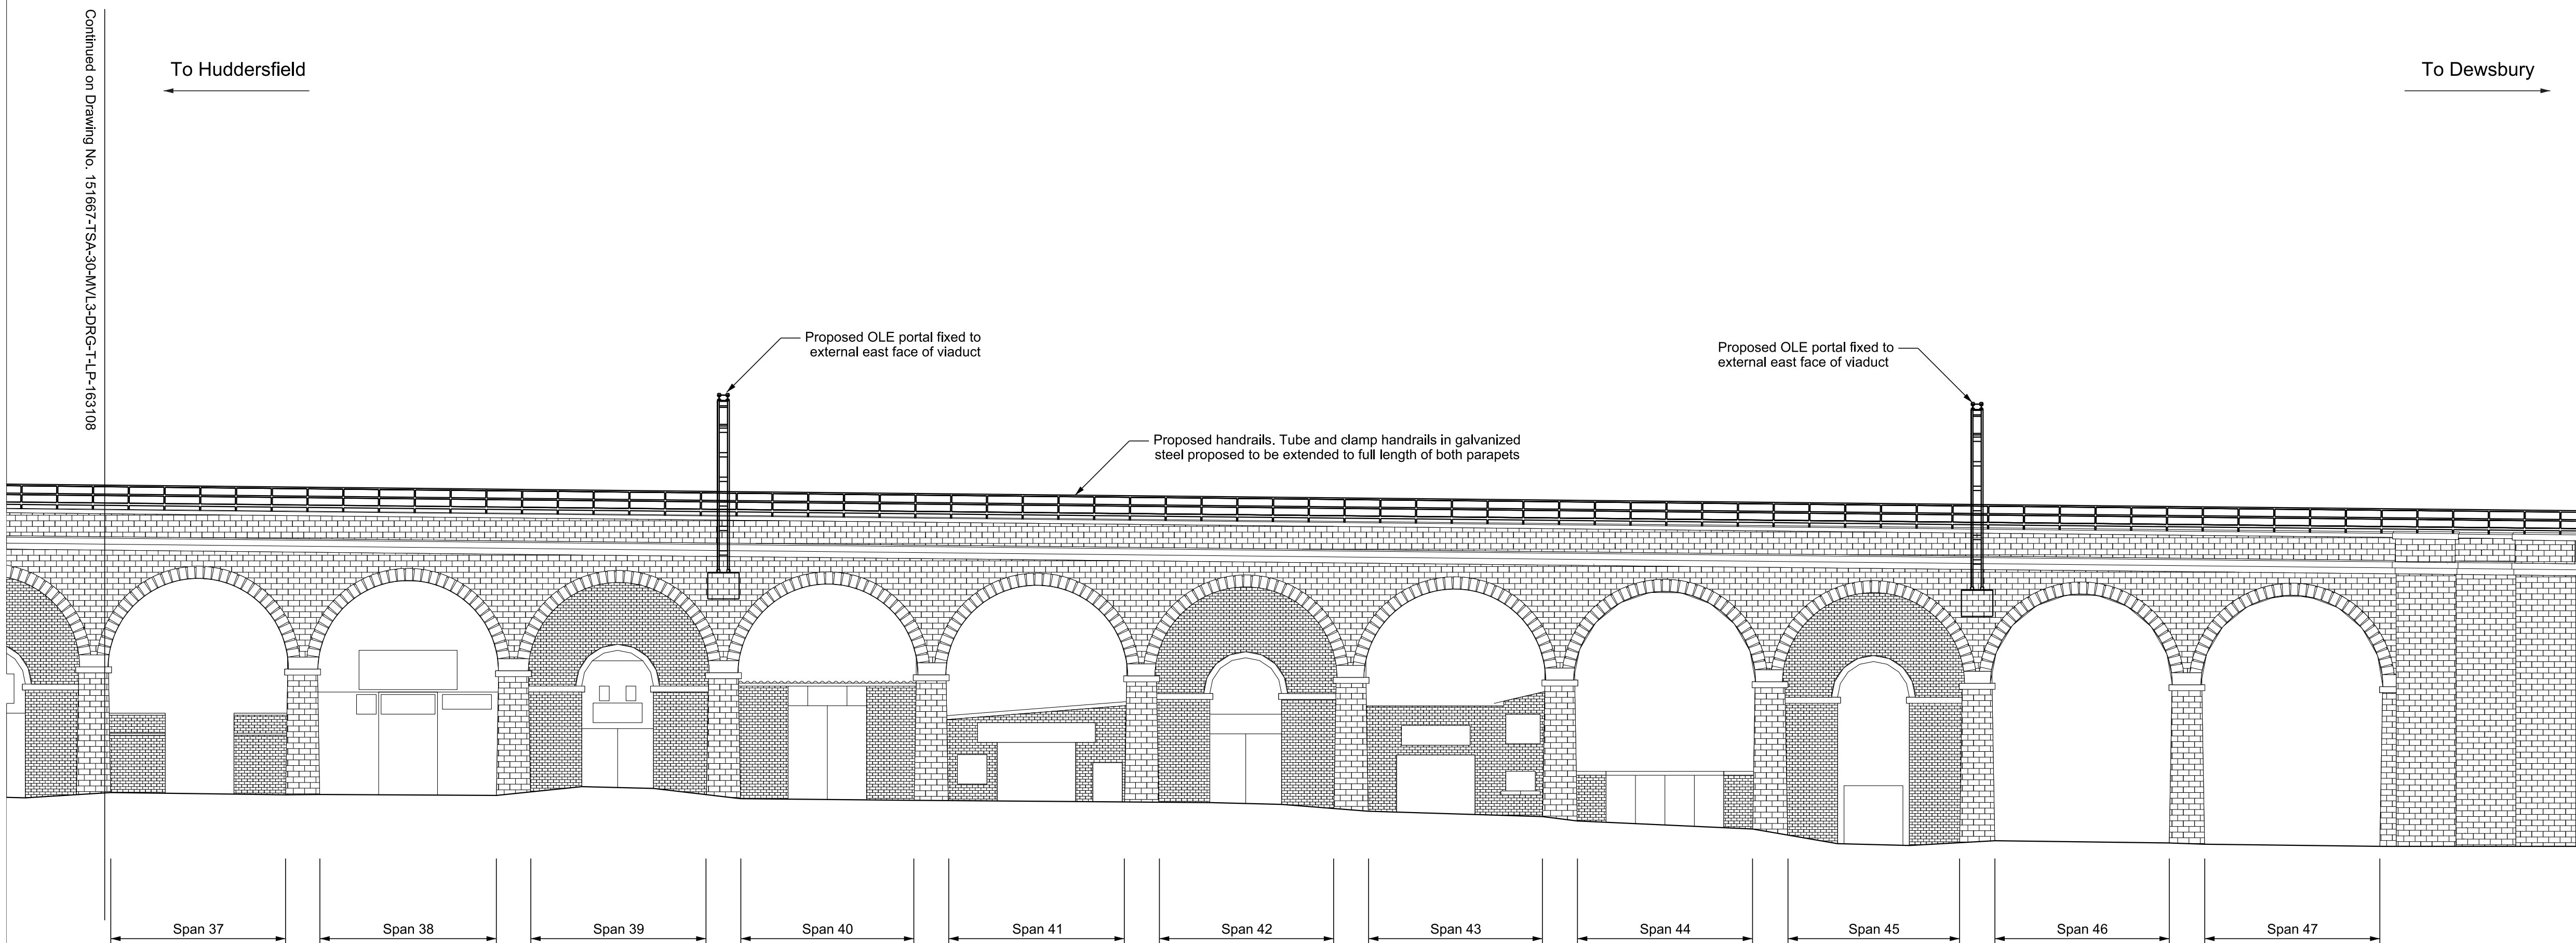 Continued on Drawing No. 151667-TSA-30-MVL3-DRG-T-LP-163108
To Huddersfield
To Dewsbury
Proposed OLE portal fixed to
external east face of viaduct
Proposed OLE portal fixed to
external east face of viaduct
Proposed handrails. Tube and clamp handrails in galvanized
steel proposed to be extended to full length of both parapets
Span 37
Span 38
Span 39
Span 40
Span 41
Span 42
Span 43
Span 44
Span 45
Span 46
Span 47